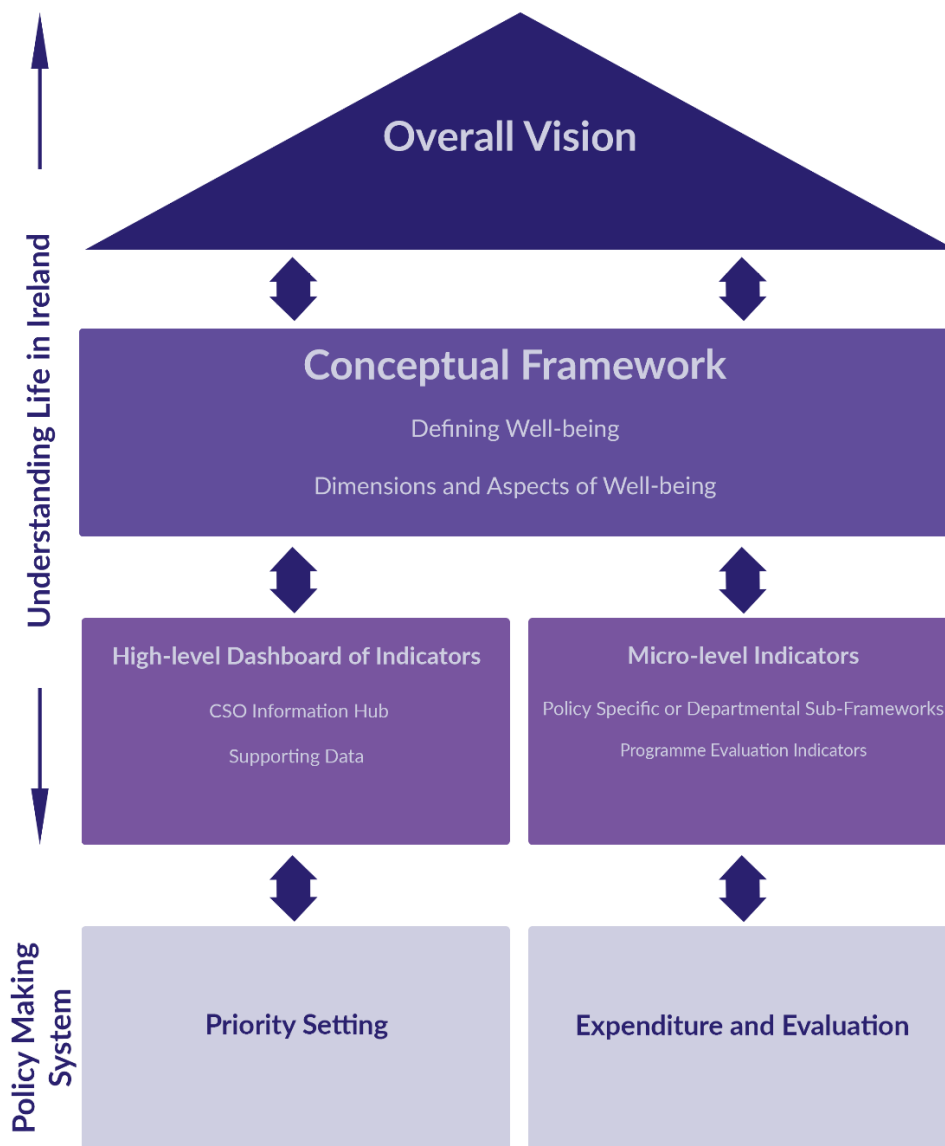 Overall Vision
Understanding Life in Ireland
Conceptual Framework
Defining Well-being
Dimensions and Aspects of Well-being
High-level Dashboard of Indicators
CSO Information Hub
Supporting Data
Micro-level Indicators
Policy Specific or Departmental Sub-Frameworks
Programme Evaluation Indicators
Policy Making
System
Priority Setting
Expenditure and Evaluation